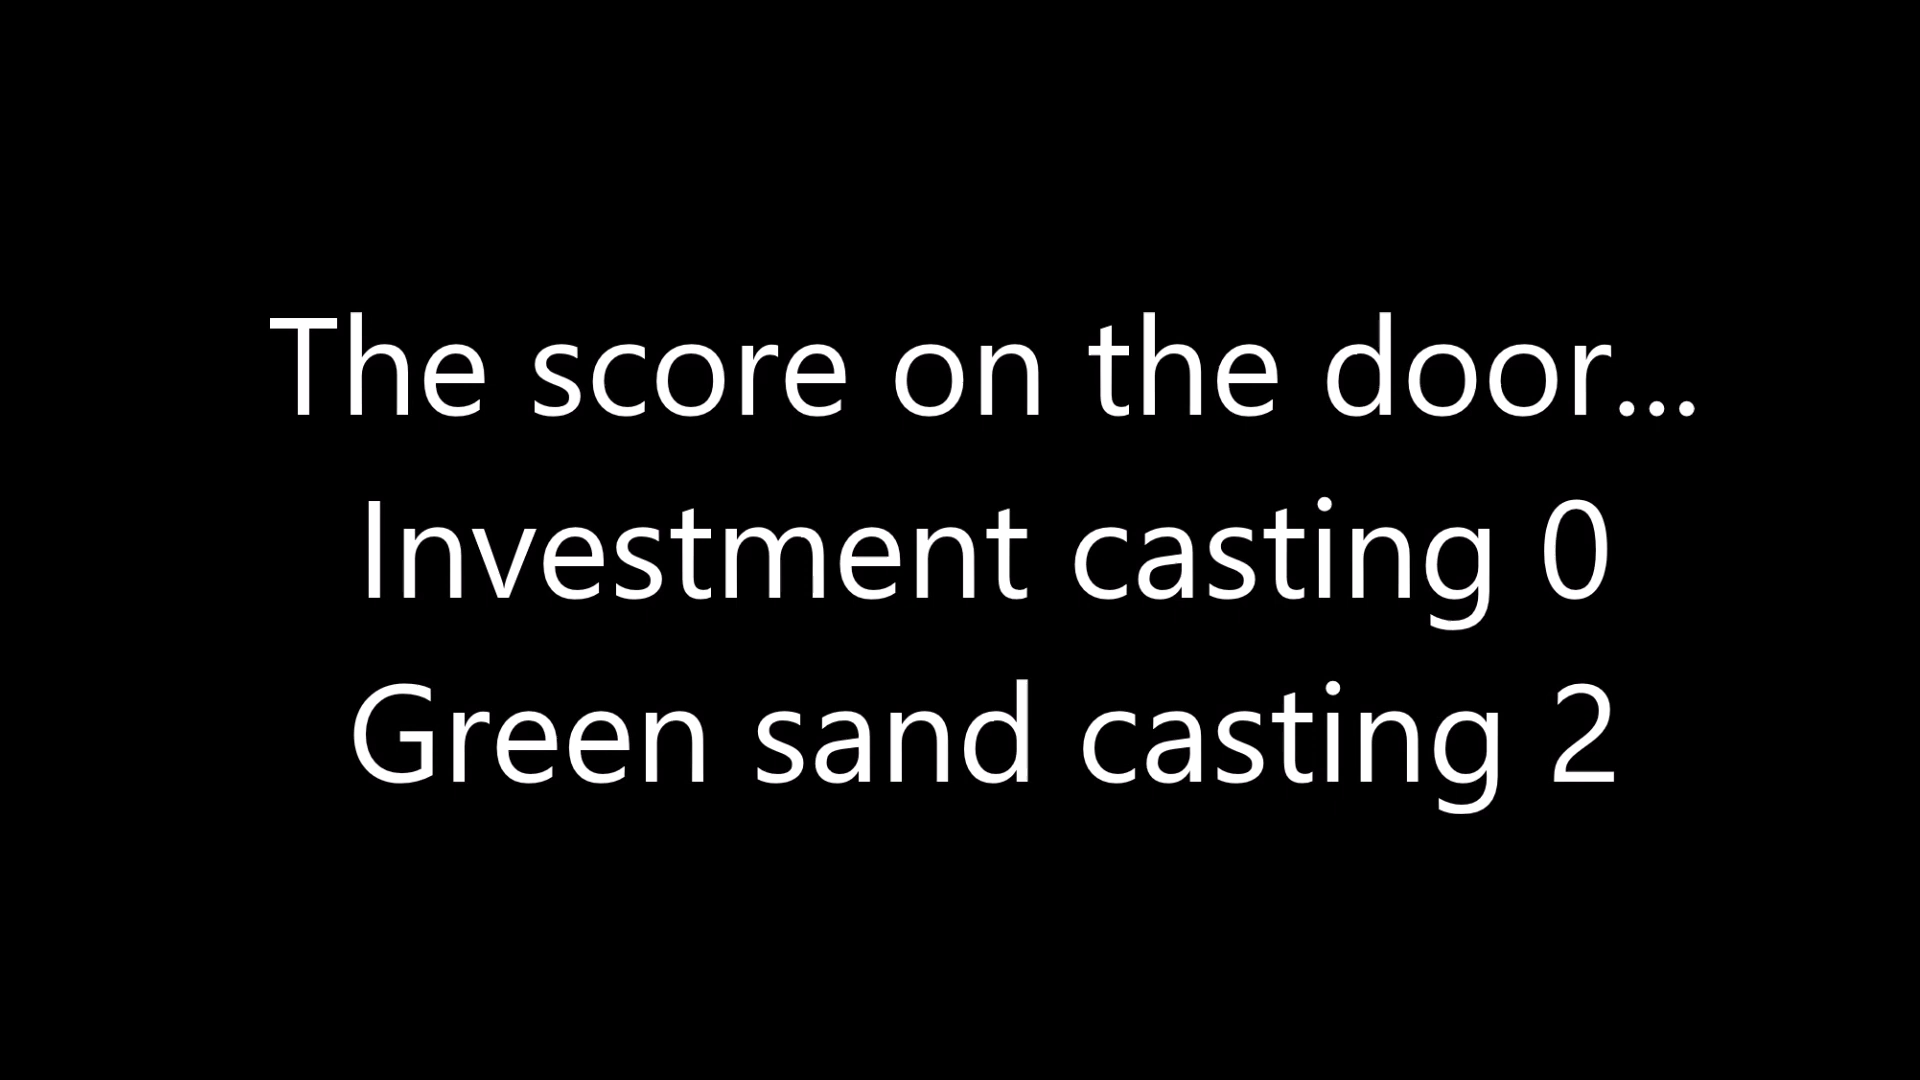 The score on the door...
Investment casting 0
Green sand casting 2